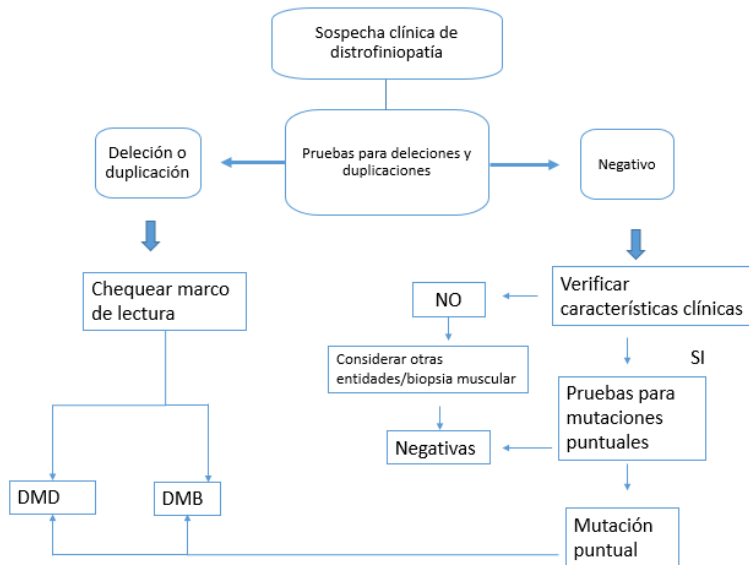 Sospecha clínica de
distrofiniopatía
Deleción o
duplicación
Pruebas para deleciones y
duplicaciones
Negativo
Chequear marco
de lectura
NO
Verificar
características clínicas
Considerar otras
entidades/biopsia muscular
SI
Pruebas para
mutaciones
puntuales
Negativas
DMD
DMB
Mutación
puntual